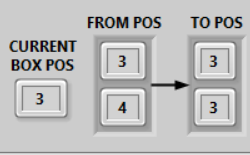 FROM POS TO POS
CURRENT
BOX POS
3 3
3
4 3